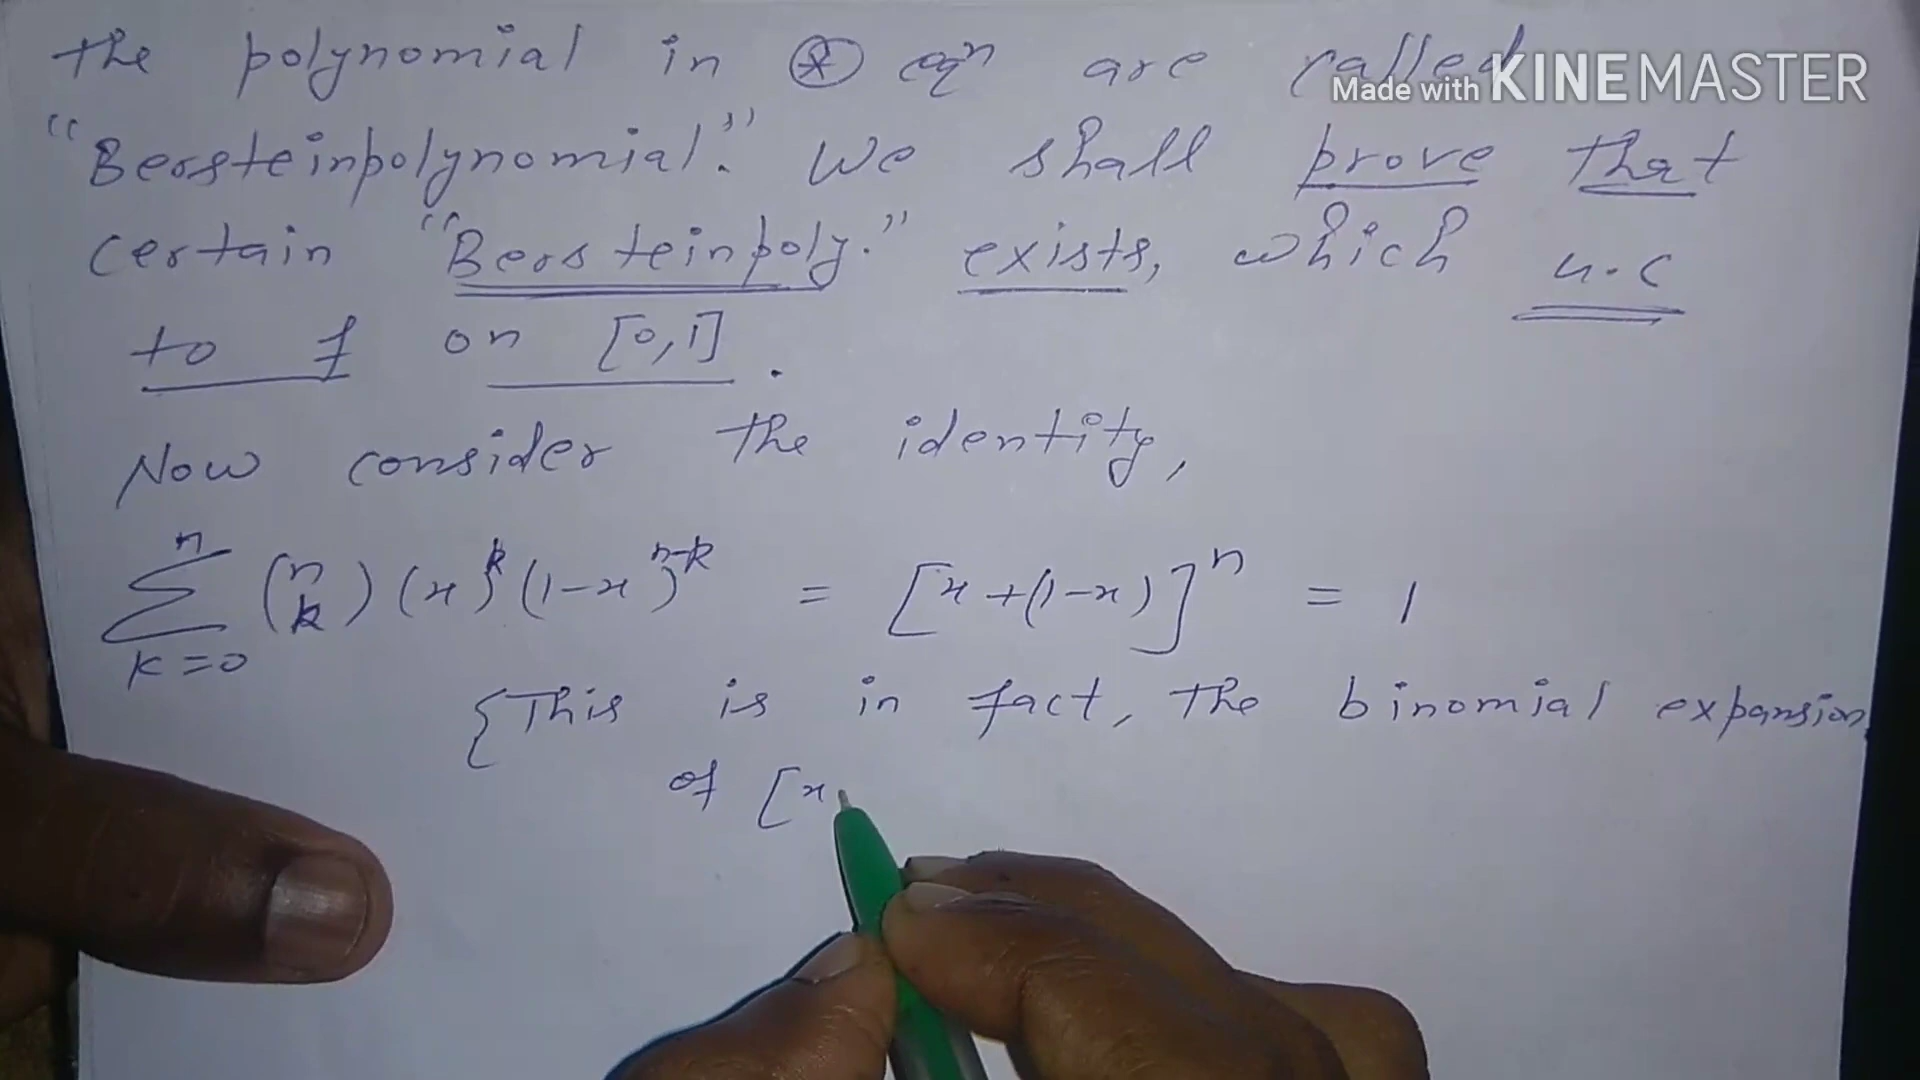 the polynomial in ⊛ eqⁿ are called
Made with KINEMASTER
"Bersteinpolynomial." We shall prove that
certain "Bersteinpoly." exists, which u.c
to f on [0,1].
Now consider the identity,
∑_{k=0}^{n} (n k) (x)^k (1-x)^{n-k} = [x+(1-x)]^n = 1
{This is in fact, the binomial expansion
of [x